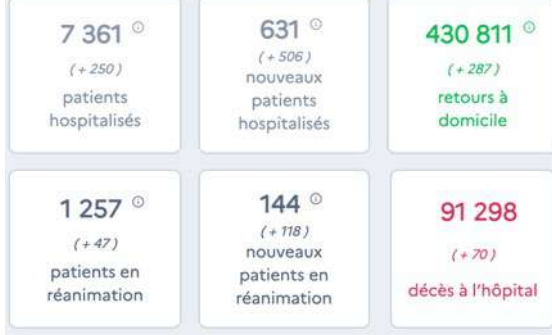 7 361
(+ 250)
patients
hospitalisés
631
(+ 506)
nouveaux
patients
hospitalisés
430 811
(+ 287)
retours à
domicile
1 257
(+ 47)
patients en
réanimation
144
(+ 118)
nouveaux
patients en
réanimation
91 298
(+ 70)
décès à l'hôpital